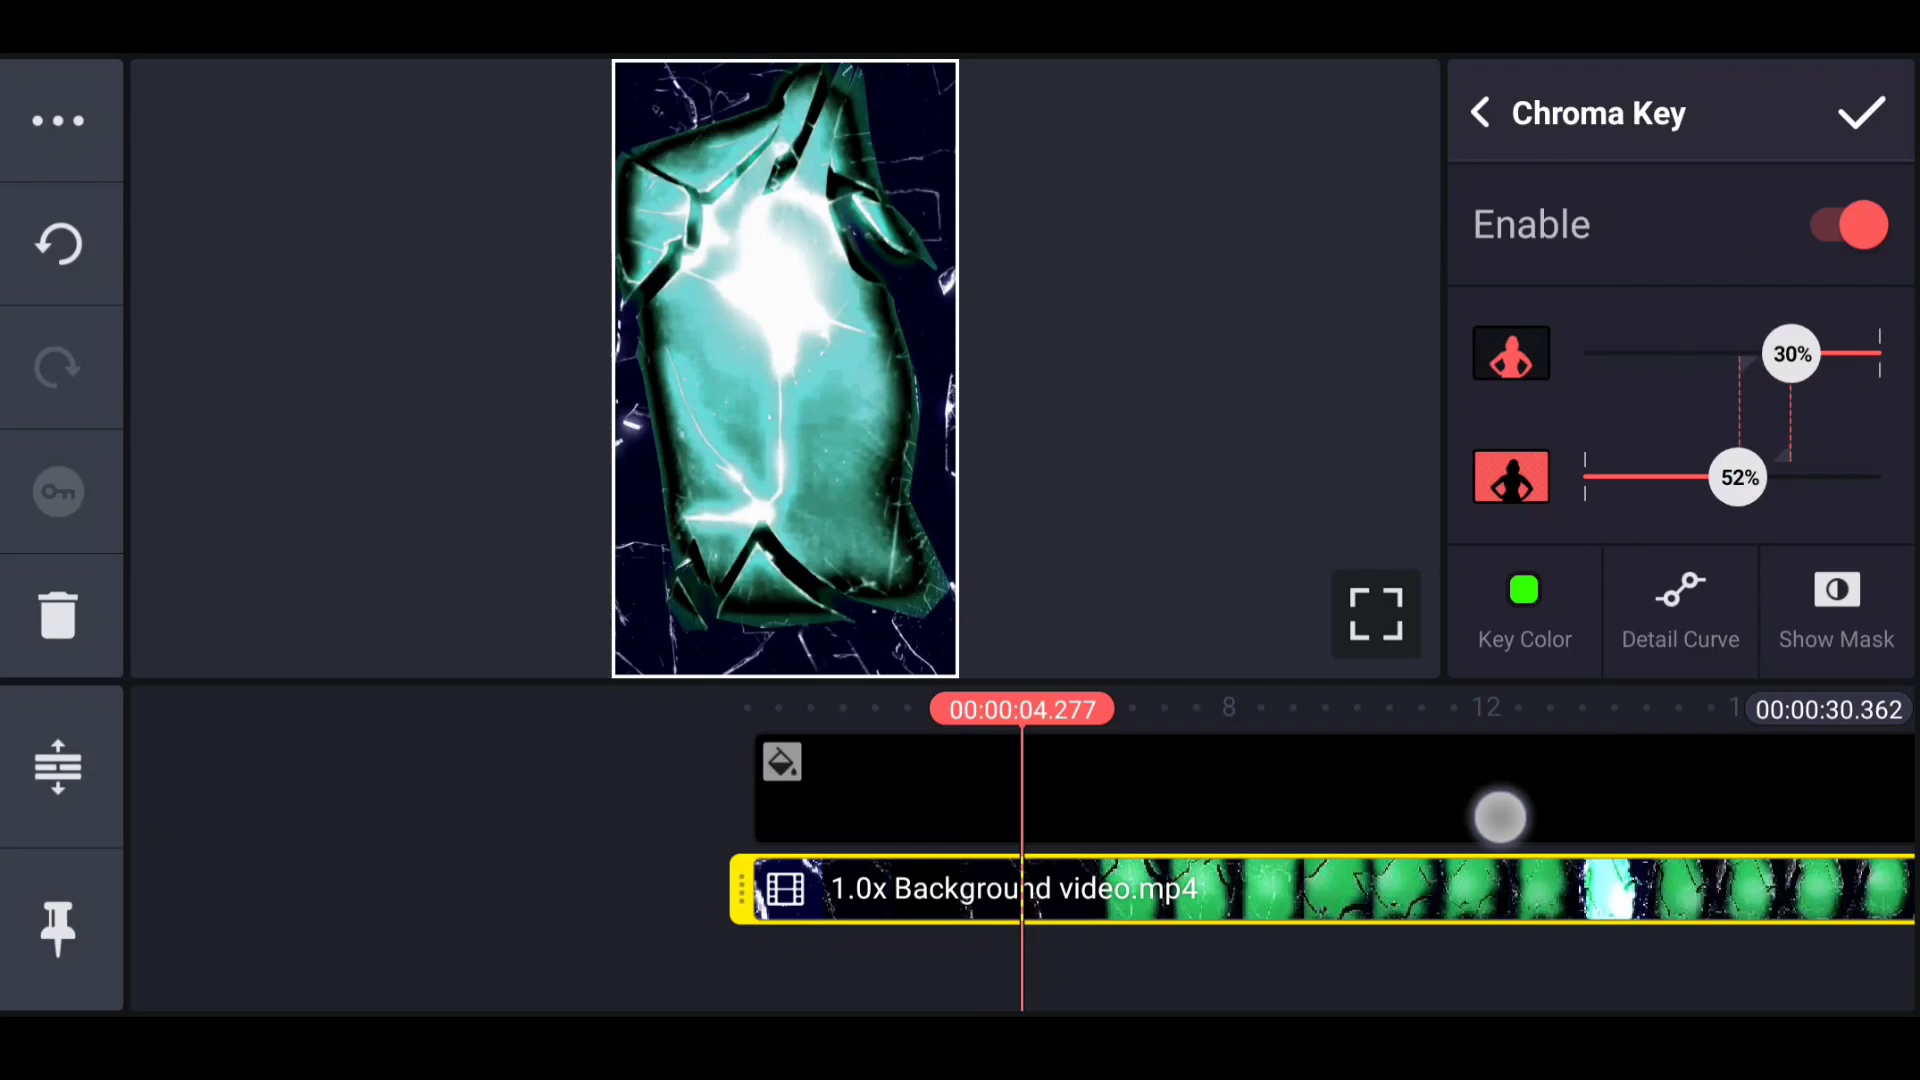 Chroma Key
Enable
30%
52%
Key Color
Detail Curve
Show Mask
00:00:04.277
8
12
1
00:00:30.362
1.0x Background video.mp4